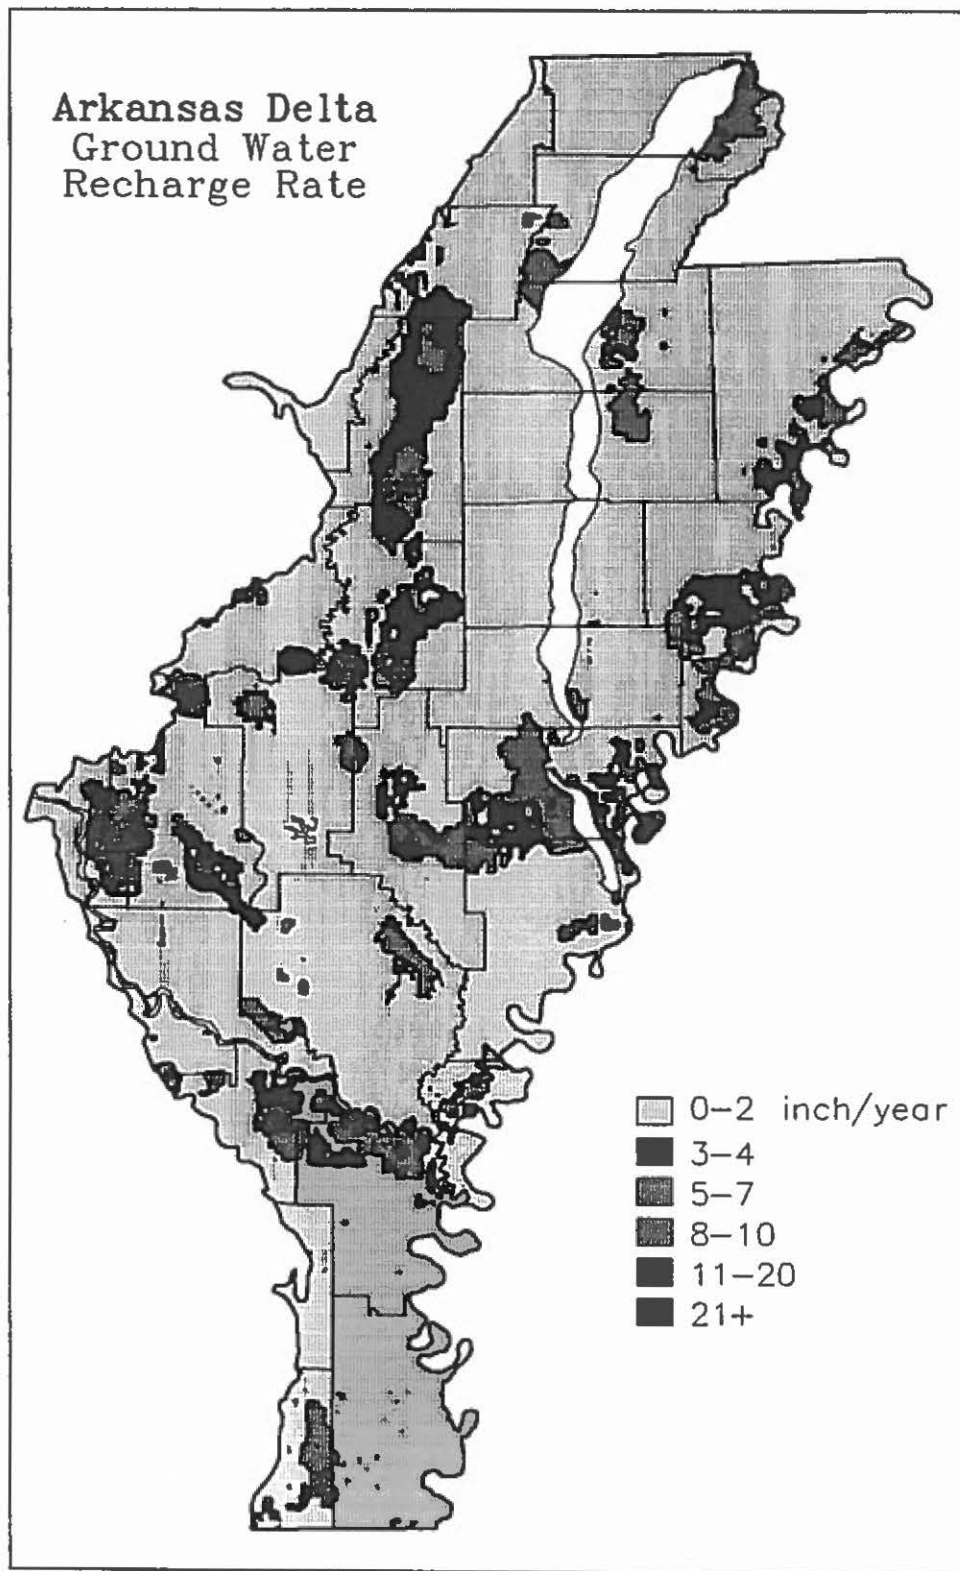 Arkansas Delta
Ground Water
Recharge Rate
0-2 inch/year
3-4
5-7
8-10
11-20
21+